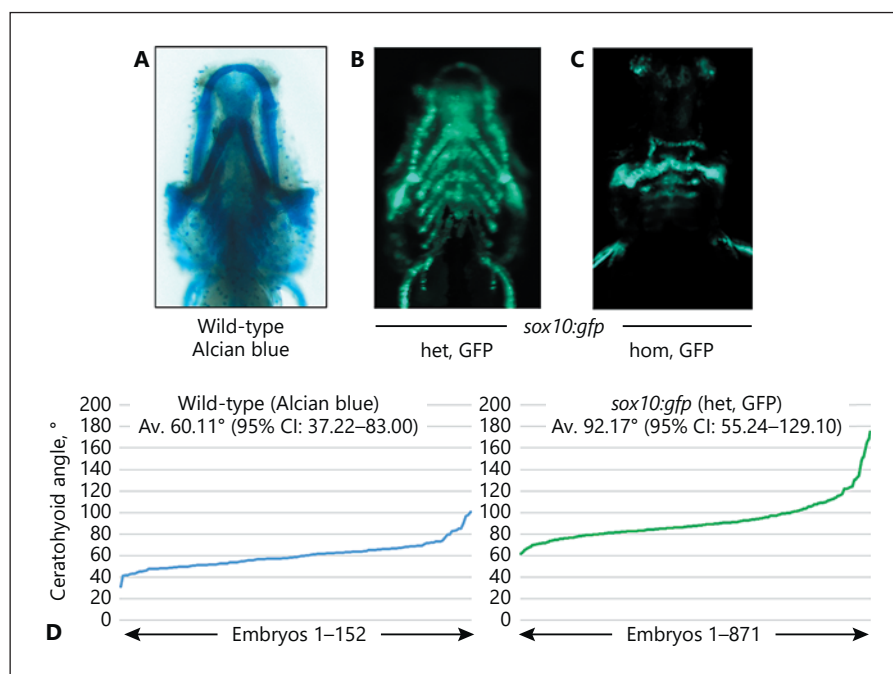 A
B
C
Wild-type
Alcian blue
sox10:gfp
het, GFP
hom, GFP
Ceratohyoid angle, °
200
180
160
140
120
100
80
60
40
20
0
Wild-type (Alcian blue)
Av. 60.11° (95% CI: 37.22–83.00)
Embryos 1–152
200
180
160
140
120
100
80
60
40
20
0
sox10:gfp (het, GFP)
Av. 92.17° (95% CI: 55.24–129.10)
Embryos 1–871
D